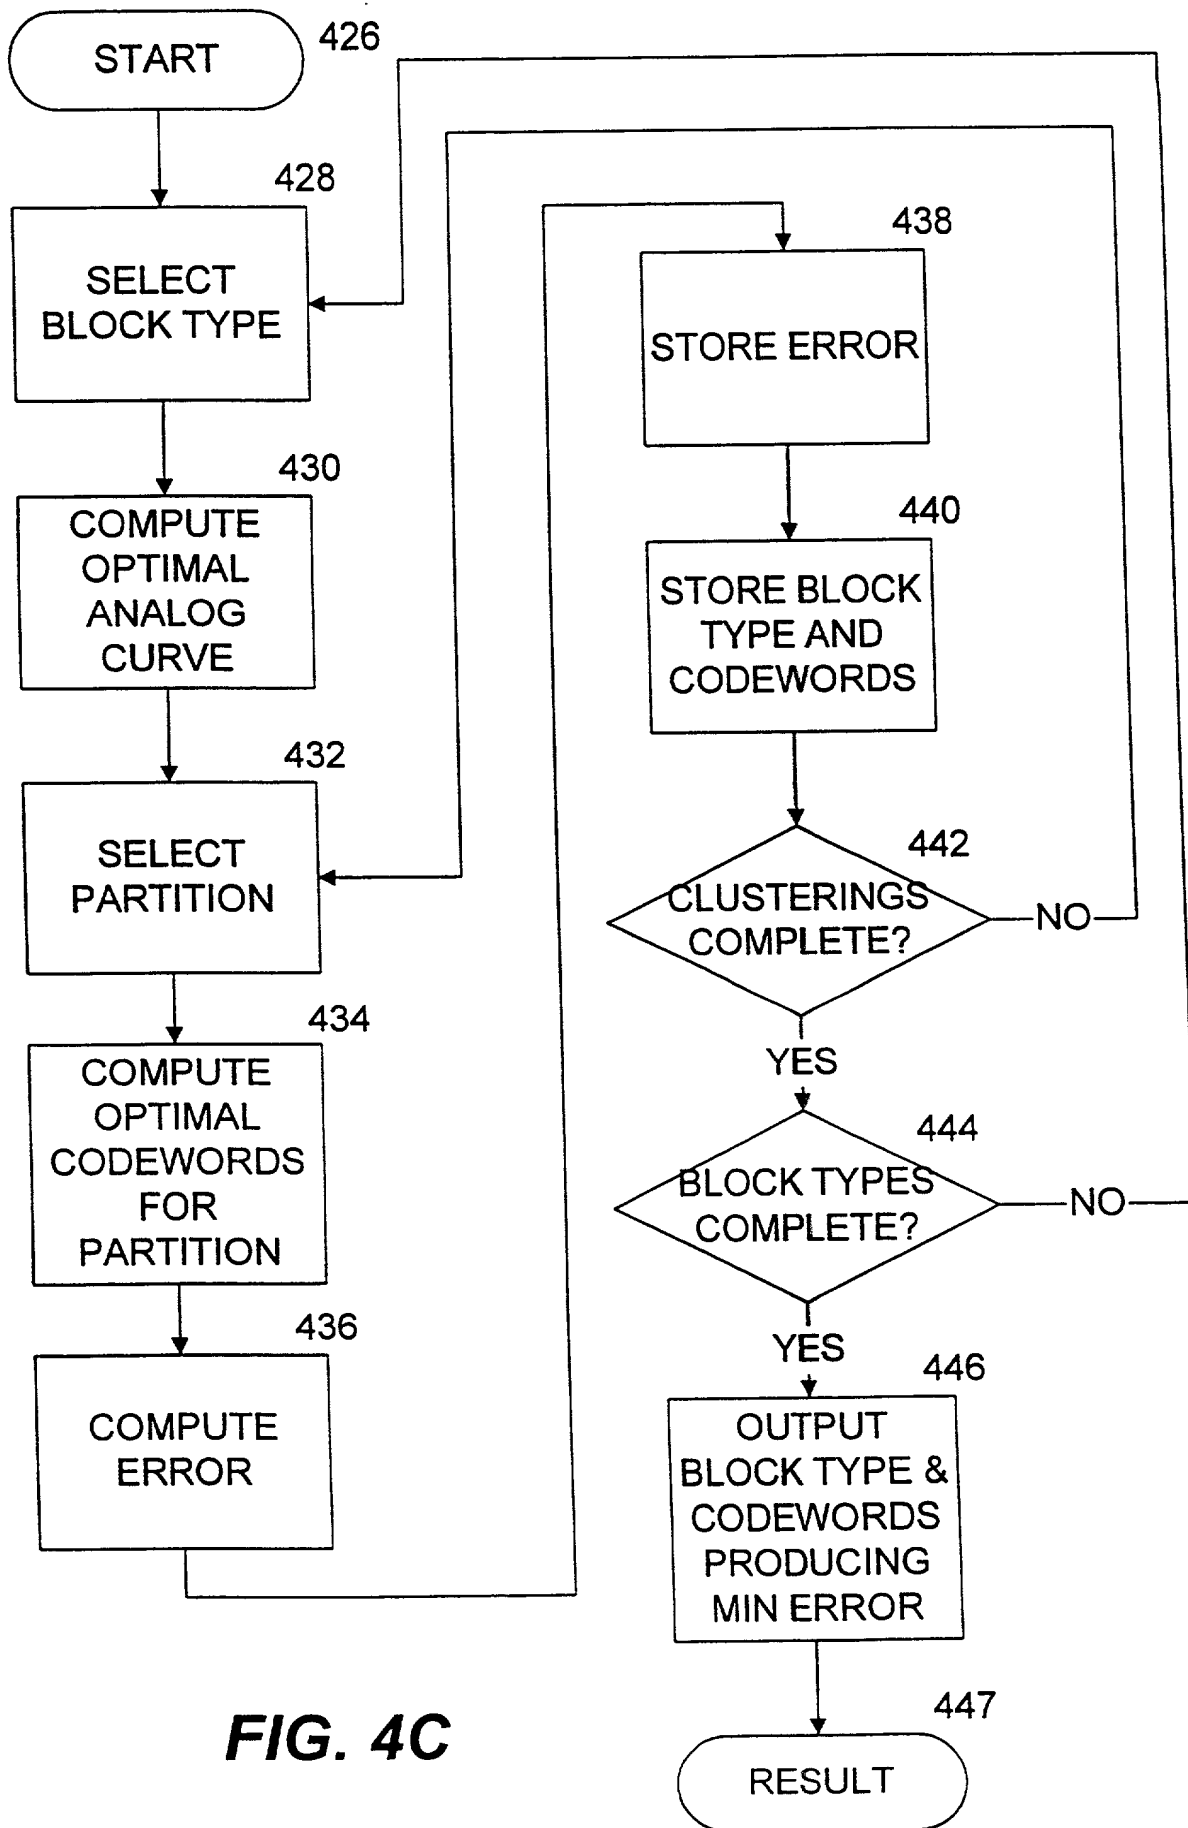 START
426
428
SELECT
BLOCK TYPE
430
COMPUTE
OPTIMAL
ANALOG
CURVE
432
SELECT
PARTITION
434
COMPUTE
OPTIMAL
CODEWORDS
FOR
PARTITION
436
COMPUTE
ERROR
438
STORE ERROR
440
STORE BLOCK
TYPE AND
CODEWORDS
442
CLUSTERINGS
COMPLETE?
NO
YES
444
BLOCK TYPES
COMPLETE?
NO
YES
446
OUTPUT
BLOCK TYPE &
CODEWORDS
PRODUCING
MIN ERROR
447
RESULT
FIG. 4C